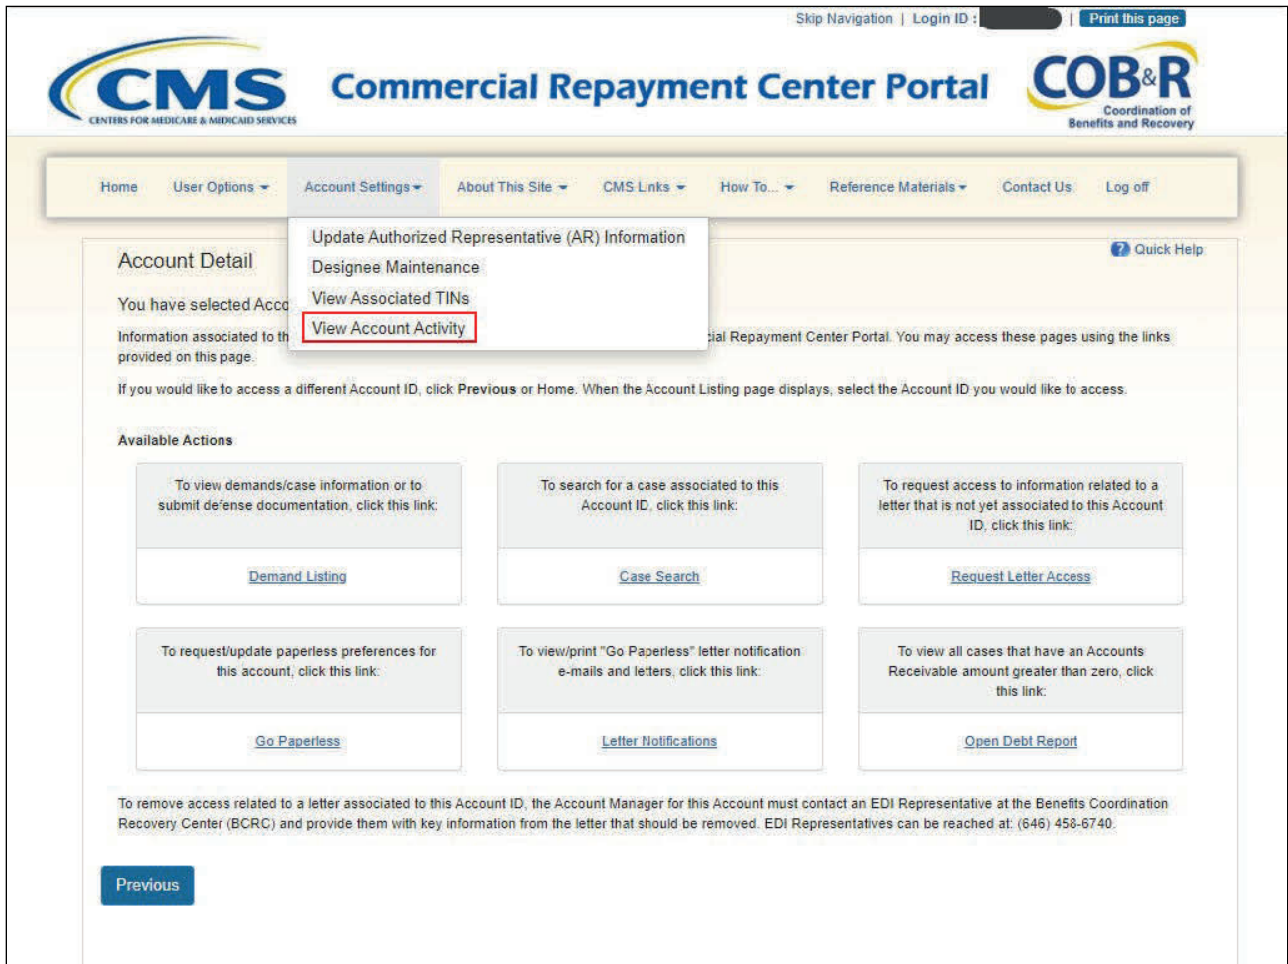 Skip Navigation | Login ID : | Print this page
CMS
CENTERS FOR MEDICARE & MEDICAID SERVICES
Commercial Repayment Center Portal
COB&R
Coordination of
Benefits and Recovery
Home User Options Account Settings About This Site CMS Links How To... Reference Materials Contact Us Log off
Update Authorized Representative (AR) Information
Designee Maintenance
View Associated TINs
View Account Activity
Quick Help
Account Detail
You have selected Acco
Information associated to th cial Repayment Center Portal. You may access these pages using the links
provided on this page.
If you would like to access a different Account ID, click Previous or Home. When the Account Listing page displays, select the Account ID you would like to access.
Available Actions
To view demands/case information or to
submit defense documentation, click this link:
Demand Listing
To search for a case associated to this
Account ID, click this link:
Case Search
To request access to information related to a
letter that is not yet associated to this Account
ID, click this link:
Request Letter Access
To request/update paperless preferences for
this account, click this link:
Go Paperless
To view/print "Go Paperless" letter notification
e-mails and letters, click this link:
Letter Notifications
To view all cases that have an Accounts
Receivable amount greater than zero, click
this link:
Open Debt Report
To remove access related to a letter associated to this Account ID, the Account Manager for this Account must contact an EDI Representative at the Benefits Coordination
Recovery Center (BCRC) and provide them with key information from the letter that should be removed. EDI Representatives can be reached at: (646) 458-6740.
Previous